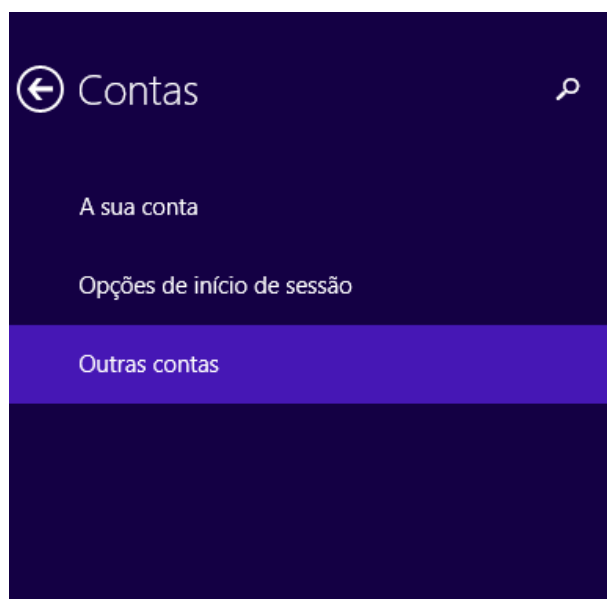 Contas
A sua conta
Opções de início de sessão
Outras contas